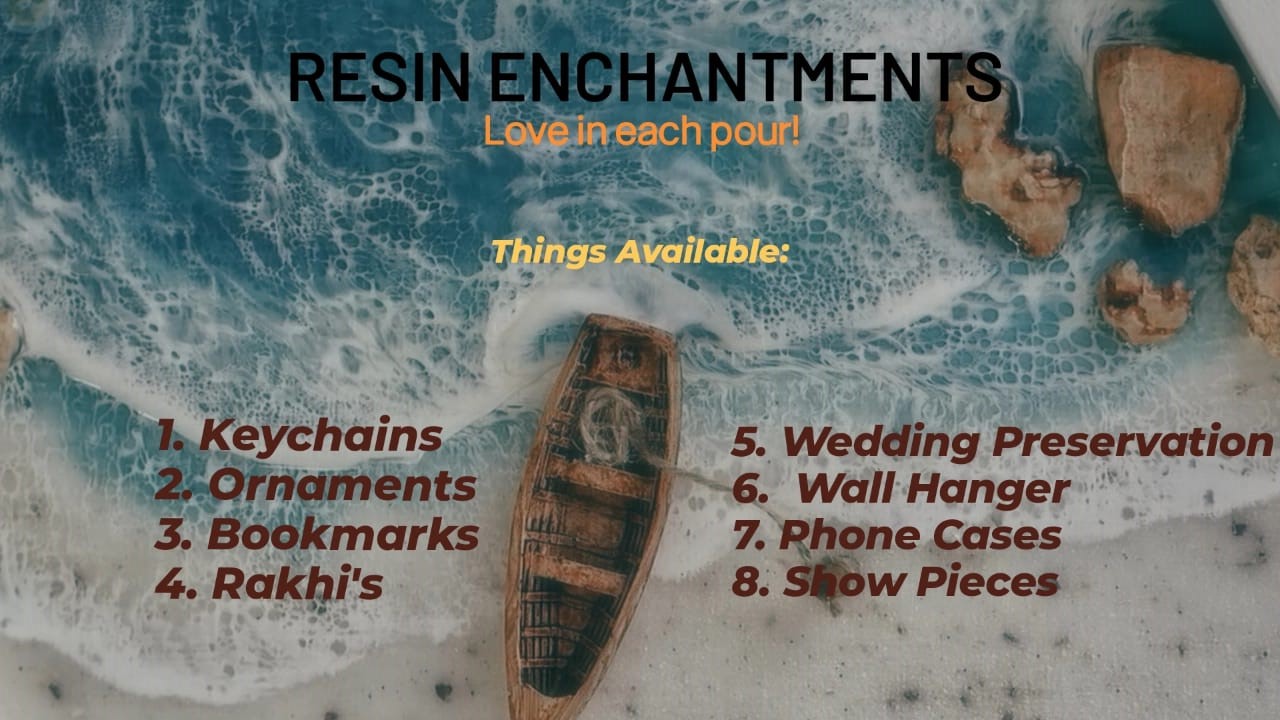 RESIN ENCHANTMENTS
Love in each pour!
Things Available:
1. Keychains
2. Ornaments
3. Bookmarks
4. Rakhi's
5. Wedding Preservation
6. Wall Hanger
7. Phone Cases
8. Show Pieces